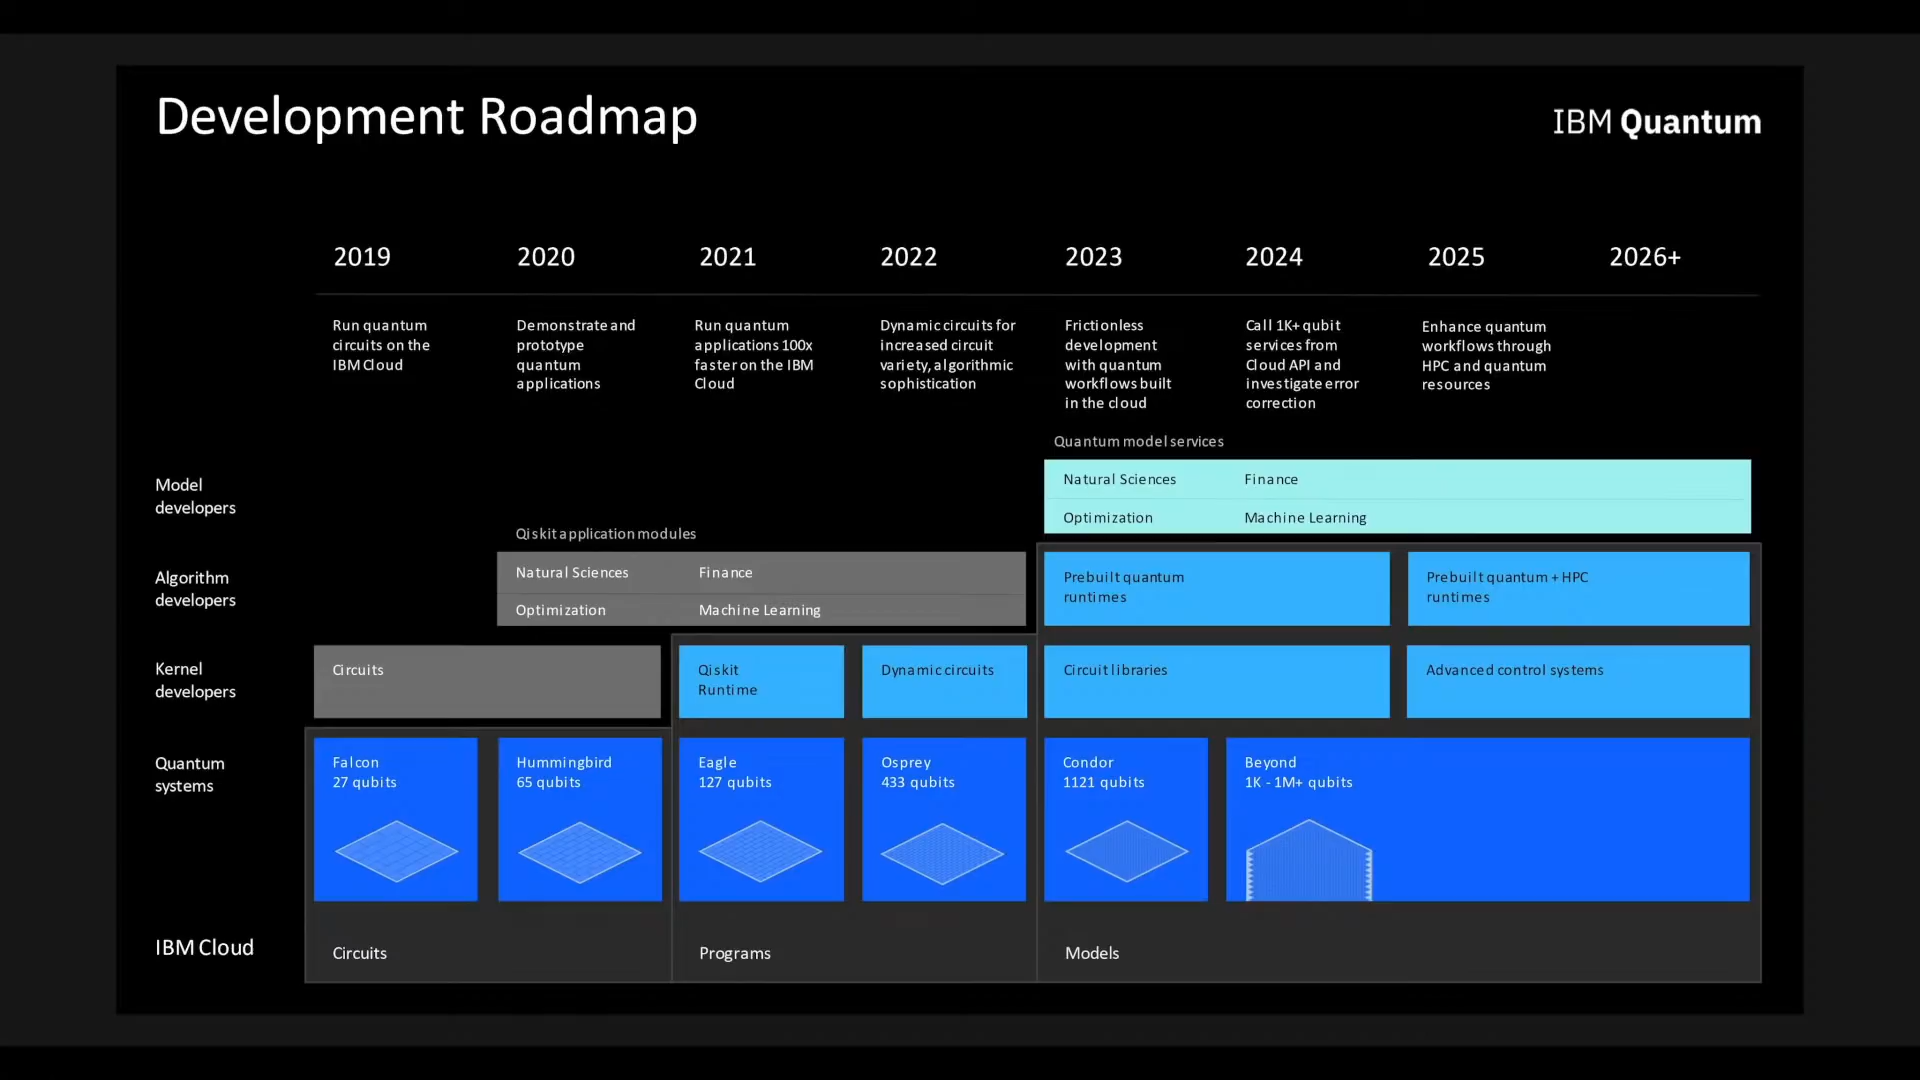 Development Roadmap
IBM Quantum
2019
2020
2021
2022
2023
2024
2025
2026+
Run quantum
circuits on the
IBM Cloud
Demonstrate and
prototype
quantum
applications
Run quantum
applications 100x
faster on the IBM
Cloud
Dynamic circuits for
increased circuit
variety, algorithmic
sophistication
Frictionless
development
with quantum
workflows built
in the cloud
Call 1K+ qubit
services from
Cloud API and
investigate error
correction
Enhance quantum
workflows through
HPC and quantum
resources
Model
developers
Quantum model services
Natural Sciences
Finance
Optimization
Machine Learning
Algorithm
developers
Qiskit application modules
Natural Sciences
Finance
Optimization
Machine Learning
Prebuilt quantum
runtimes
Prebuilt quantum + HPC
runtimes
Kernel
developers
Circuits
Qiskit
Runtime
Dynamic circuits
Circuit libraries
Advanced control systems
Quantum
systems
Falcon
27 qubits
Hummingbird
65 qubits
Eagle
127 qubits
Osprey
433 qubits
Condor
1121 qubits
Beyond
1K - 1M+ qubits
IBM Cloud
Circuits
Programs
Models